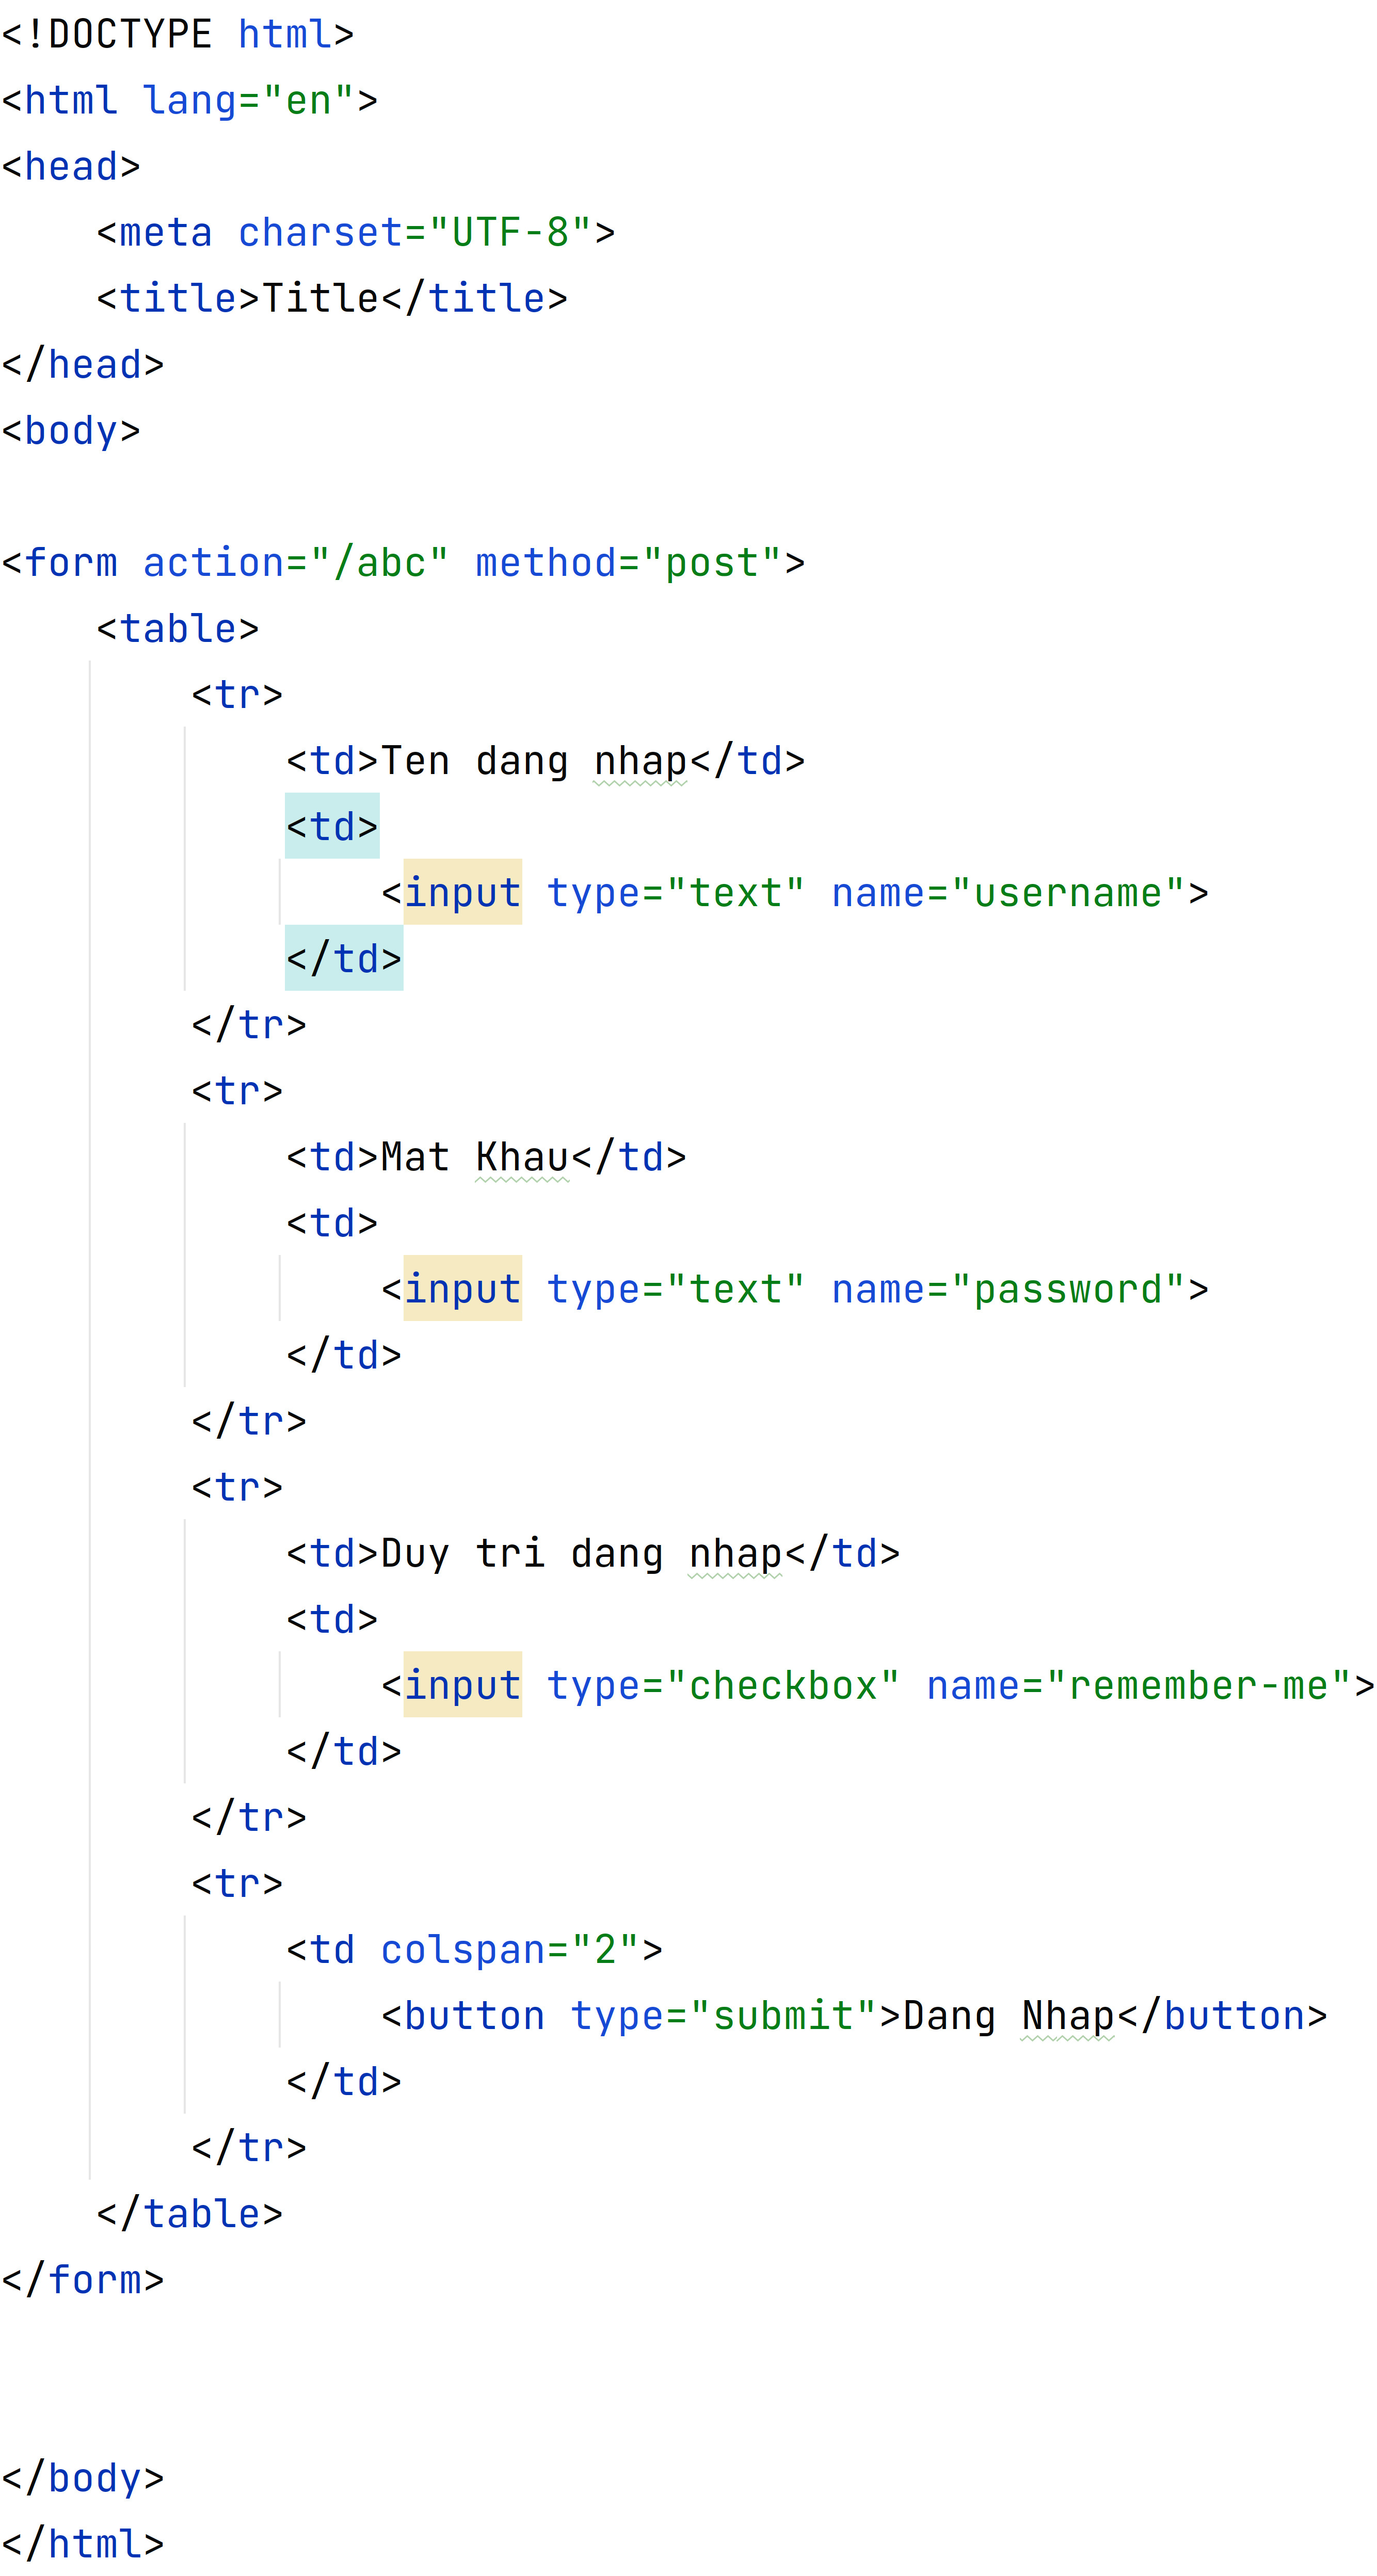 <!DOCTYPE html>
<html lang="en">
<head>
    <meta charset="UTF-8">
    <title>Title</title>
</head>
<body>

<form action="/abc" method="post">
    <table>
        <tr>
            <td>Ten dang nhap</td>
            <td>
                <input type="text" name="username">
            </td>
        </tr>
        <tr>
            <td>Mat Khau</td>
            <td>
                <input type="text" name="password">
            </td>
        </tr>
        <tr>
            <td>Duy tri dang nhap</td>
            <td>
                <input type="checkbox" name="remember-me">
            </td>
        </tr>
        <tr>
            <td colspan="2">
                <button type="submit">Dang Nhap</button>
            </td>
        </tr>
    </table>
</form>



</body>
</html>